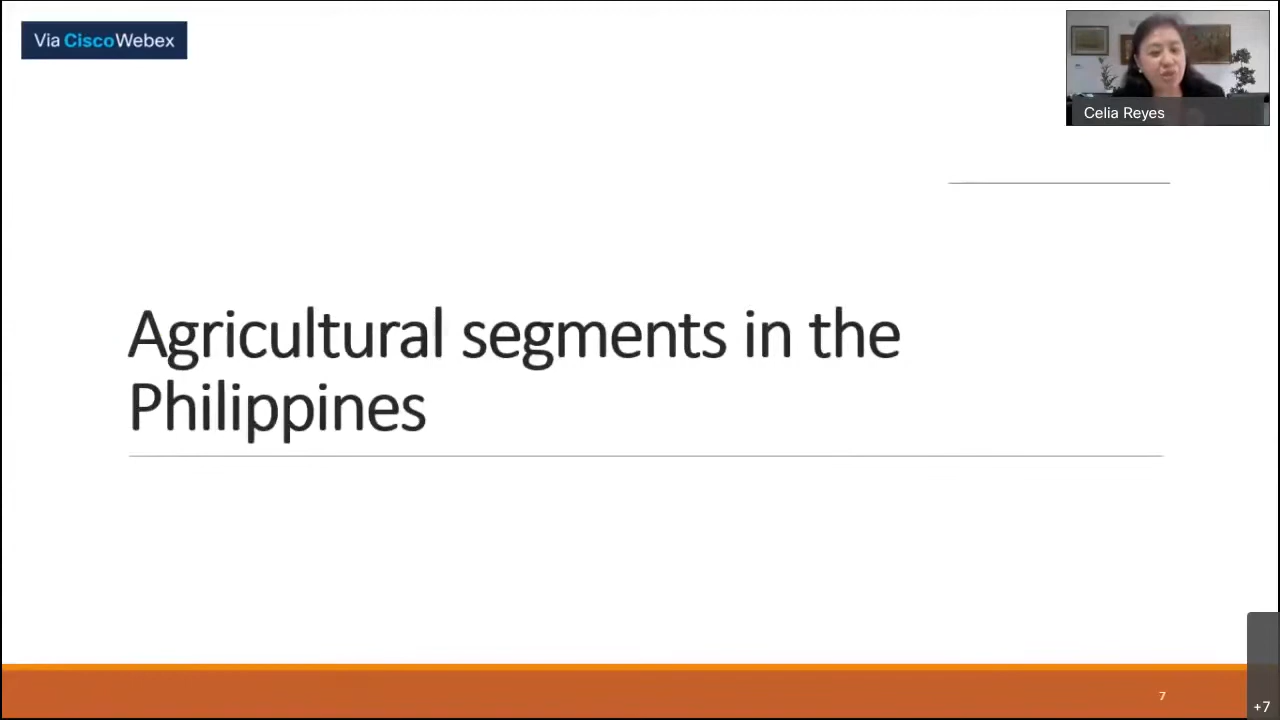 Via CiscoWebex
Celia Reyes
Agricultural segments in the
Philippines
7
+7